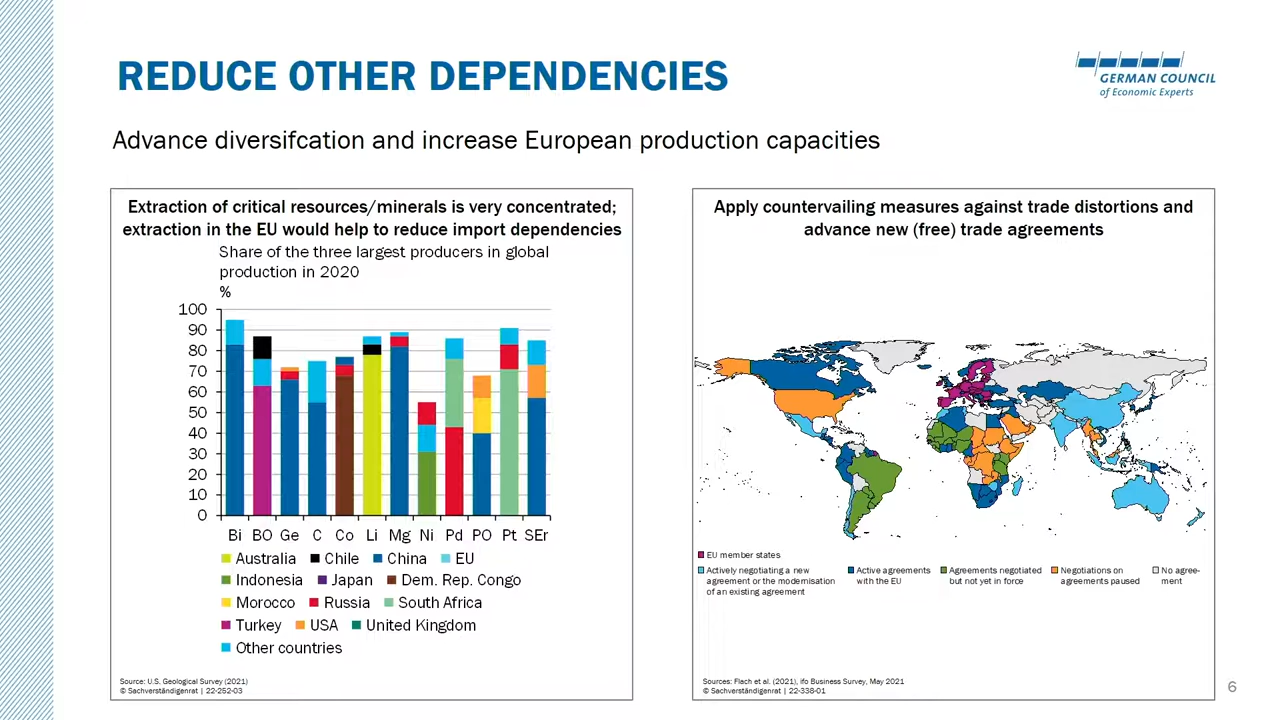 REDUCE OTHER DEPENDENCIES
GERMAN COUNCIL
of Economic Experts
Advance diversifcation and increase European production capacities
Extraction of critical resources/minerals is very concentrated;
extraction in the EU would help to reduce import dependencies
Share of the three largest producers in global
production in 2020
%
100
90
80
70
60
50
40
30
20
10
0
Bi BO Ge C Co Li Mg Ni Pd PO Pt SEr
Australia Chile China EU
Indonesia Japan Dem. Rep. Congo
Morocco Russia South Africa
Turkey USA United Kingdom
Other countries
Source: U.S. Geological Survey (2021)
© Sachverständigenrat | 22-252-03
Apply countervailing measures against trade distortions and
advance new (free) trade agreements
EU member states
Actively negotiating a new
agreement or the modernisation
of an existing agreement
Active agreements
with the EU
Agreements negotiated
but not yet in force
Negotiations on
agreements paused
No agree-
ment
Sources: Flach et al. (2021), ifo Business Survey, May 2021
© Sachverständigenrat | 22-338-01
6